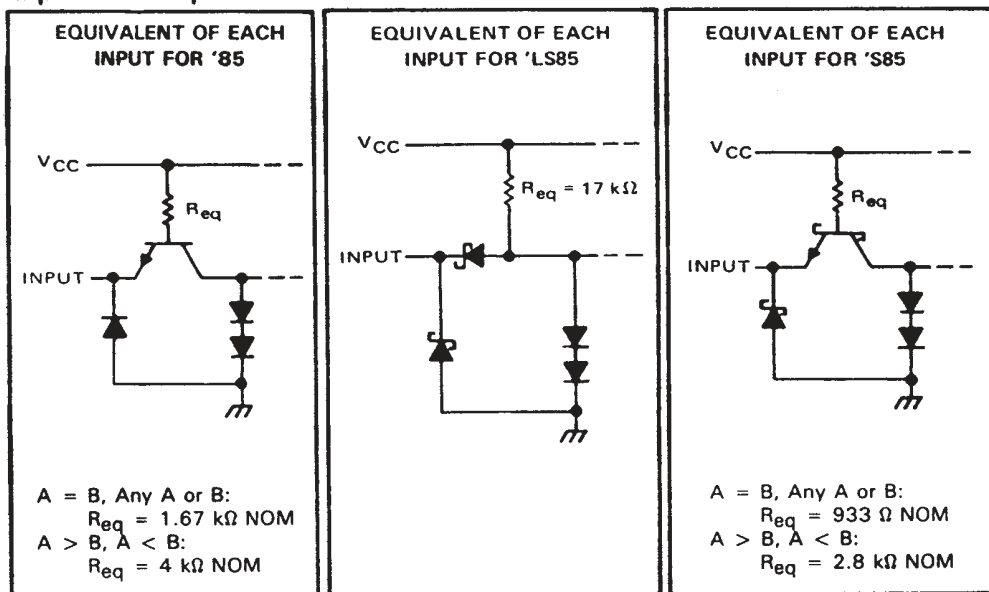 EQUIVALENT OF EACH
INPUT FOR '85
VCC
Req
INPUT
A = B, Any A or B:
Req = 1.67 kΩ NOM
A > B, A < B:
Req = 4 kΩ NOM
EQUIVALENT OF EACH
INPUT FOR 'LS85
VCC
Req = 17 kΩ
INPUT
EQUIVALENT OF EACH
INPUT FOR 'S85
VCC
Req
INPUT
A = B, Any A or B:
Req = 933 Ω NOM
A > B, A < B:
Req = 2.8 kΩ NOM